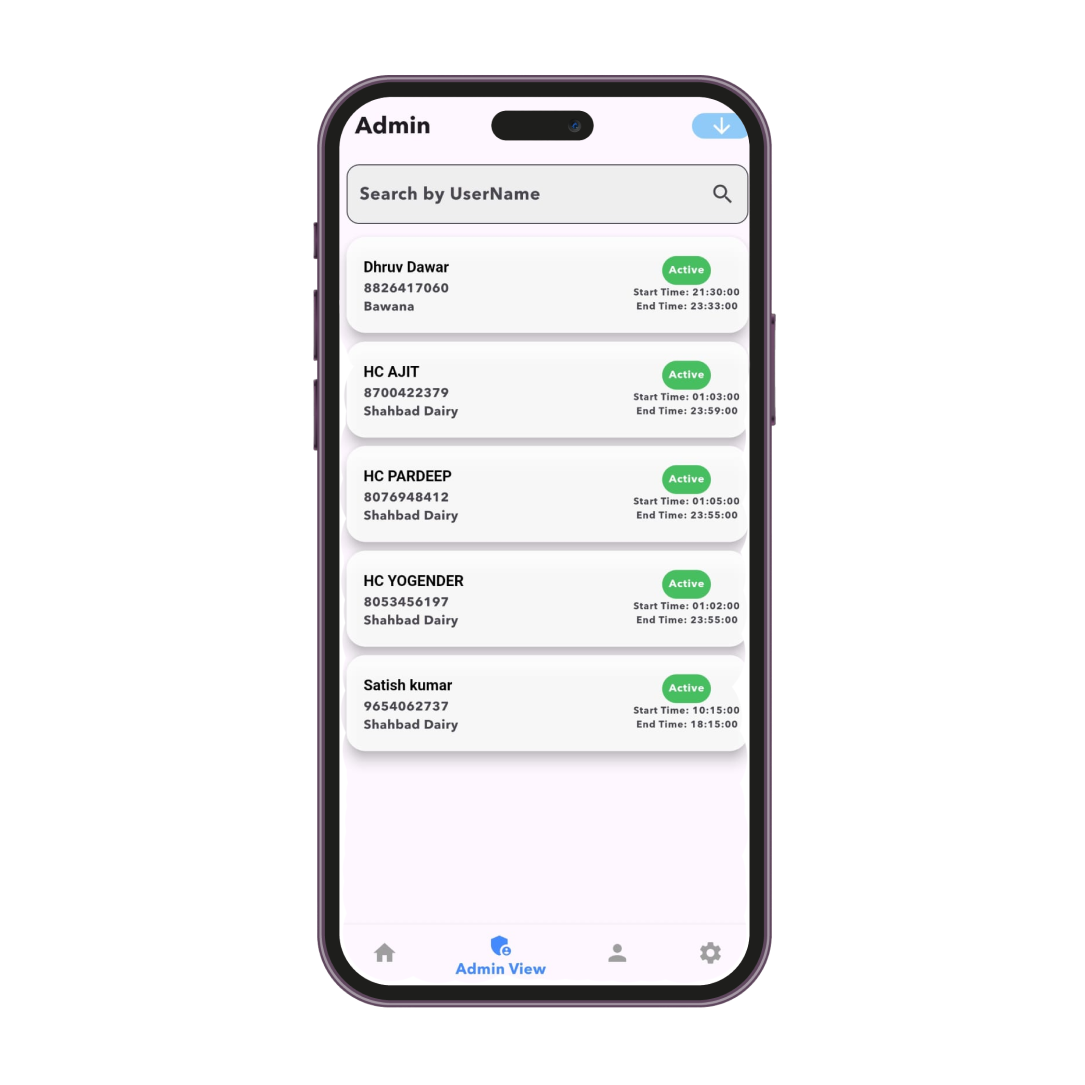 Admin
Search by UserName
Dhruv Dawar
8826417060
Bawana
Active
Start Time: 21:30:00
End Time: 23:33:00
HC AJIT
8700422379
Shahbad Dairy
Active
Start Time: 01:03:00
End Time: 23:59:00
HC PARDEEP
8076948412
Shahbad Dairy
Active
Start Time: 01:05:00
End Time: 23:55:00
HC YOGENDER
8053456197
Shahbad Dairy
Active
Start Time: 01:02:00
End Time: 23:55:00
Satish kumar
9654062737
Shahbad Dairy
Active
Start Time: 10:15:00
End Time: 18:15:00
Admin View